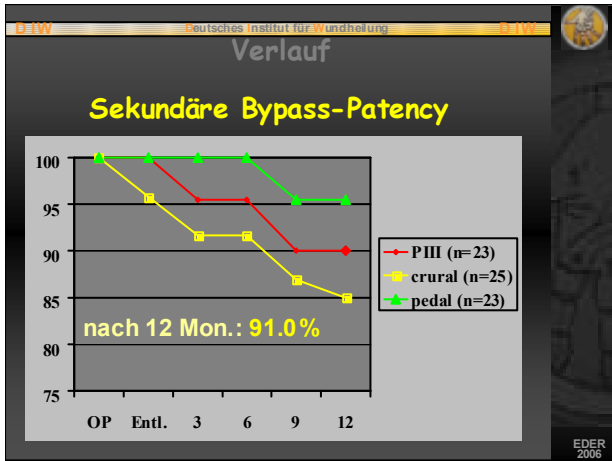 DIW Deutsches Institut für Wundheilung DIW
Verlauf
Sekundäre Bypass-Patency
100
95
90
85
80
75
nach 12 Mon.: 91.0%
OP Entl. 3 6 9 12
PIII (n=23)
crural (n=25)
pedal (n=23)
EDER
2006